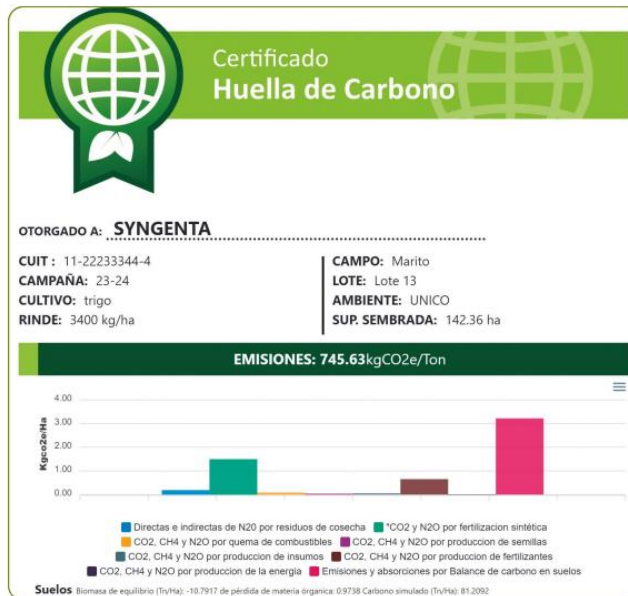 Certificado
Huella de Carbono
OTORGADO A: SYNGENTA
CUIT : 11-22233344-4
CAMPAÑA: 23-24
CULTIVO: trigo
RINDE: 3400 kg/ha
CAMPO: Marito
LOTE: Lote 13
AMBIENTE: UNICO
SUP. SEMBRADA: 142.36 ha
EMISIONES: 745.63kgCO2e/Ton
Kgco2e/Ha
4.00
3.00
2.00
1.00
0.00
Directas e indirectas de N20 por residuos de cosecha "CO2 y N2O por fertilizacion sintética
CO2, CH4 y N2O por quema de combustibles CO2, CH4 y N2O por produccion de semillas
CO2, CH4 y N2O por produccion de insumos CO2, CH4 y N2O por produccion de fertilizantes
CO2, CH4 y N2O por produccion de la energia Emisiones y absorciones por Balance de carbono en suelos
Suelos Biomasa de equilibrio (Tn/Ha): -10.7917 de pérdida de materia órganica: 0.9738 Carbono simulado (Tn/Ha): 81.2092